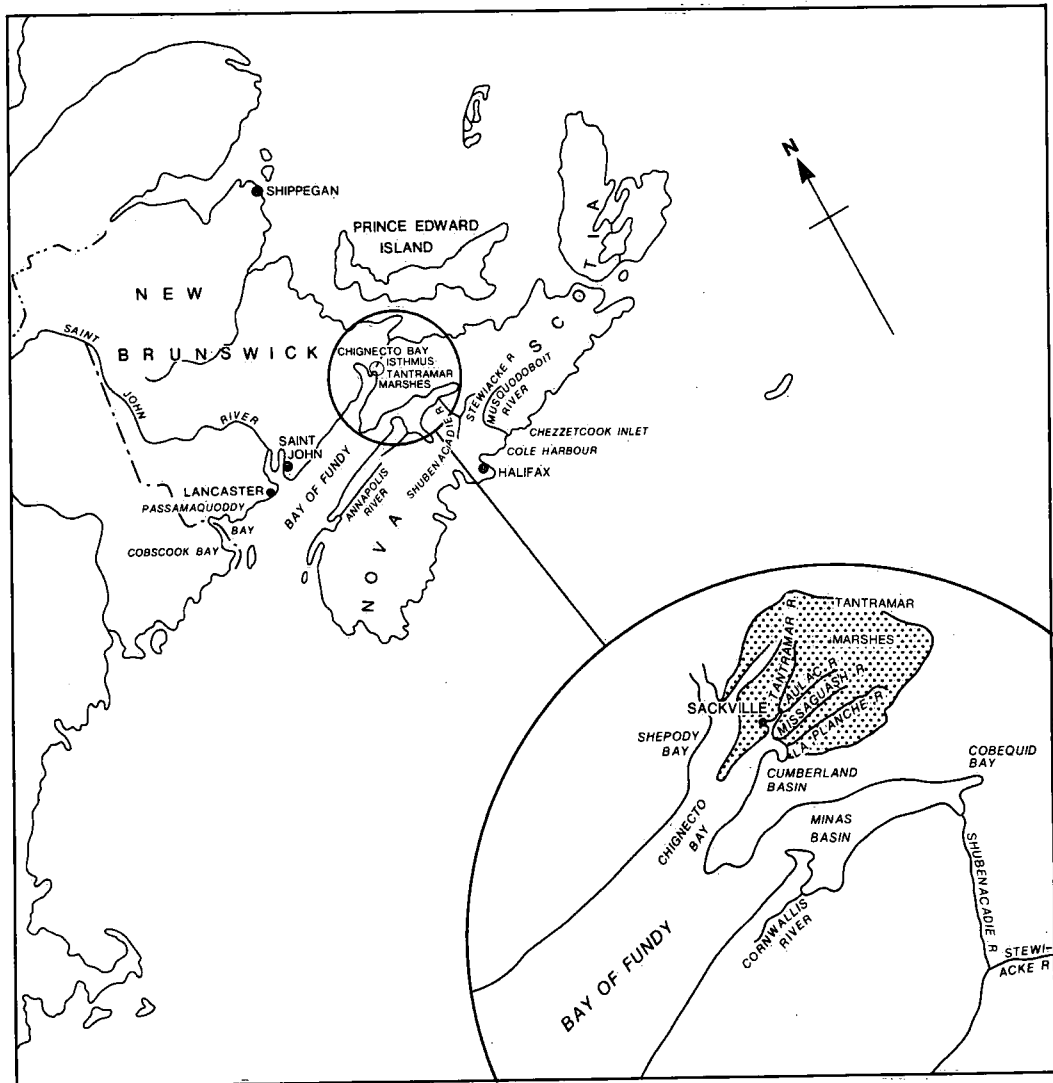 SHIPPEGAN
N
PRINCE EDWARD
ISLAND
NEW
BRUNSWICK
SAINT
JOHN
RIVER
CHIGNECTO BAY
ISTHMUS
TANTRAMAR
MARSHES
NOVA SCOTIA
STEWIACKE R
MUSQUODOBOIT
RIVER
SHUBENACADIE R
CHEZZETCOOK INLET
COLE HARBOUR
HALIFAX
SAINT
JOHN
LANCASTER
PASSAMAQUODDY
BAY
COBSCOOK BAY
BAY OF FUNDY
ANNAPOLIS
RIVER
TANTRAMAR
MARSHES
TANTRAMAR R.
AULAC R.
MISSAGUASH R.
LA PLANCHE R.
SACKVILLE
SHEPODY
BAY
CUMBERLAND
BASIN
COBEQUID
BAY
CHIGNECTO
BAY
MINAS
BASIN
SHUBENACADIE R
CORNWALLIS
RIVER
STEWI-
ACKE R
BAY OF FUNDY